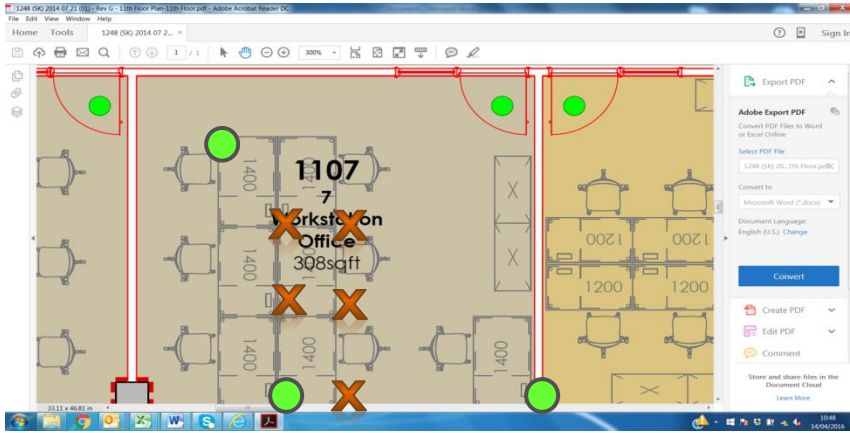 1248 (SK) 2014 07 21 (01) - Rev G - 11th Floor Plan-11th Floor.pdf - Adobe Acrobat Reader DC
File Edit View Window Help
Home Tools 1248 (SK) 2014 07 2... × Sign In
1 / 1 300%
Export PDF
Adobe Export PDF
Convert PDF Files to Word
or Excel Online
Select PDF File
1248 (SK) 20...1th Floor.pdf
Convert to
Microsoft Word (*.docx)
Document Language:
English (U.S.) Change
Convert
Create PDF
Edit PDF
Comment
Store and share files in the
Document Cloud
Learn More
1400
1107
7
Workstation
Office
308sqft
1400
1400
1400
1400
1200 1200
1200 1200
33.11 x 46.81 in
10:48
14/04/2016